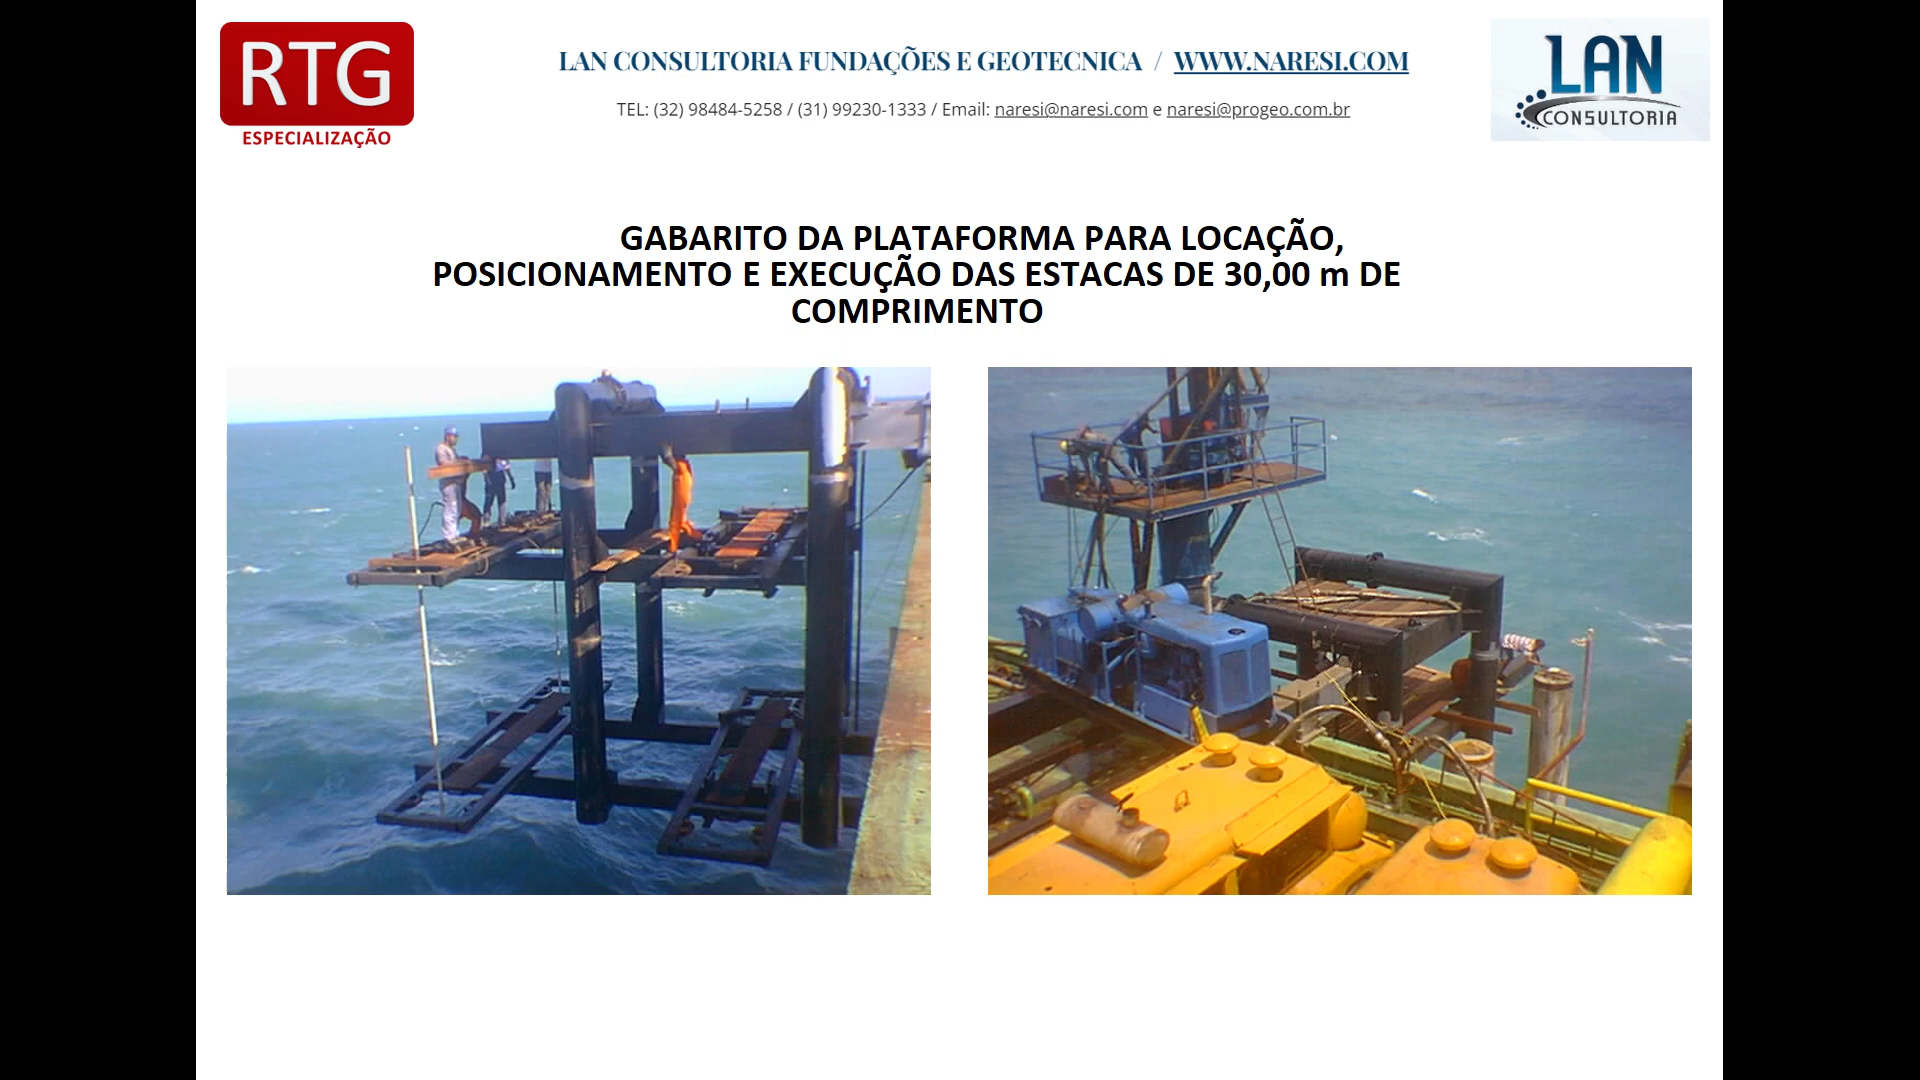 RTG
ESPECIALIZAÇÃO
LAN CONSULTORIA FUNDAÇÕES E GEOTECNICA / WWW.NARESI.COM
TEL: (32) 98484-5258 / (31) 99230-1333 / Email: naresi@naresi.com e naresi@progeo.com.br
LAN
CONSULTORIA
GABARITO DA PLATAFORMA PARA LOCAÇÃO,
POSICIONAMENTO E EXECUÇÃO DAS ESTACAS DE 30,00 m DE
COMPRIMENTO